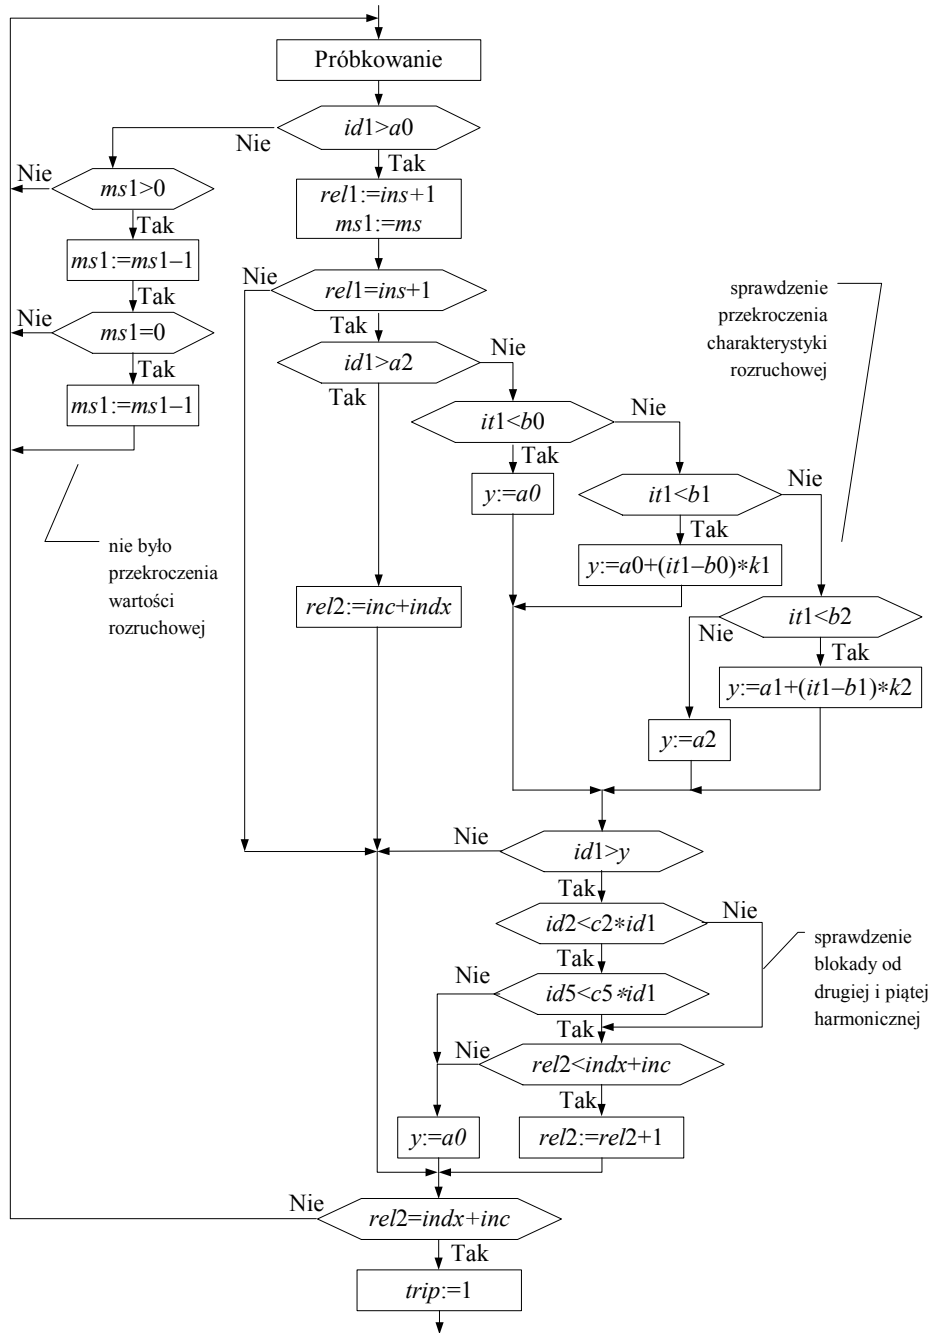 Próbkowanie
id1>a0
Nie
Tak
Nie
ms1>0
rel1:=ins+1
ms1:=ms
Tak
ms1:=ms1–1
Nie
rel1=ins+1
Tak
Nie
ms1=0
Tak
id1>a2
Nie
Tak
Tak
ms1:=ms1–1
sprawdzenie
przekroczenia
charakterystyki
rozruchowej
it1<b0
Nie
Tak
y:=a0
it1<b1
Nie
Tak
y:=a0+(it1–b0)*k1
nie było
przekroczenia
wartości
rozruchowej
rel2:=inc+indx
it1<b2
Nie
Tak
y:=a1+(it1–b1)*k2
y:=a2
Nie
id1>y
Tak
id2<c2*id1
Nie
Tak
sprawdzenie
blokady od
drugiej i piątej
harmonicznej
Nie
id5<c5*id1
Tak
Nie
rel2<indx+inc
Tak
y:=a0
rel2:=rel2+1
Nie
rel2=indx+inc
Tak
trip:=1